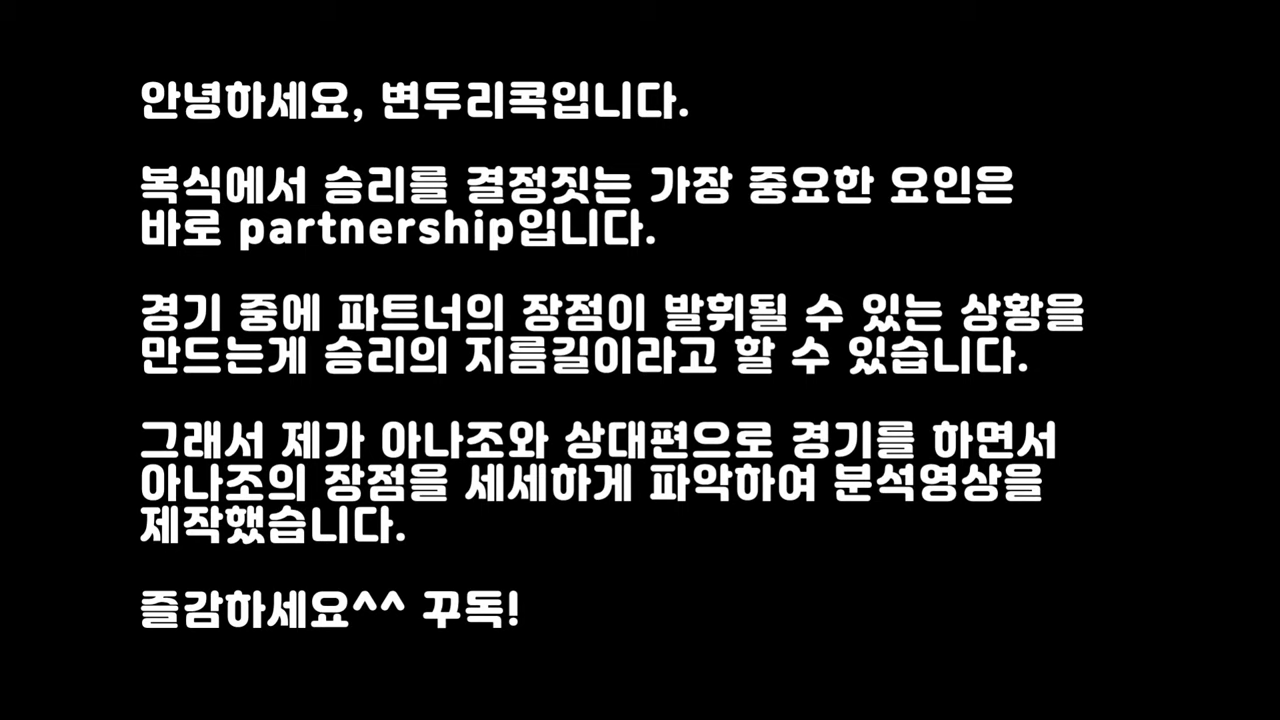 안녕하세요, 변두리콕입니다.
복식에서 승리를 결정짓는 가장 중요한 요인은
바로 partnership입니다.
경기 중에 파트너의 장점이 발휘될 수 있는 상황을
만드는게 승리의 지름길이라고 할 수 있습니다.
그래서 제가 아나조와 상대편으로 경기를 하면서
아나조의 장점을 세세하게 파악하여 분석영상을
제작했습니다.
즐감하세요^^ 꾸독!